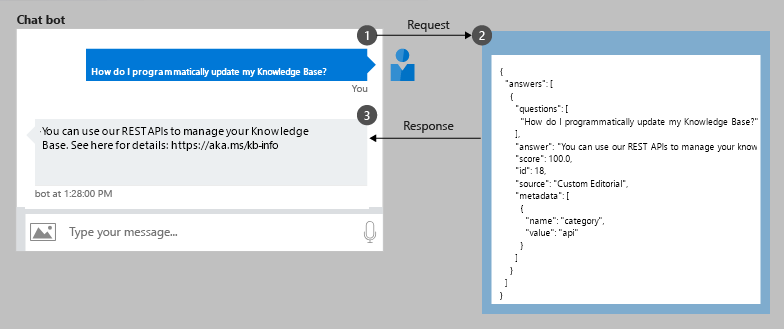 Chat bot
1
Request
2
How do I programmatically update my Knowledge Base?
You
3
Response
·You can use our REST APIs to manage your Knowledge
Base. See here for details: https://aka.ms/kb-info
bot at 1:28:00 PM
Type your message...
{
"answers": [
{
"questions": [
"How do I programmatically update my Knowledge Base?"
],
"answer": "You can use our REST APIs to manage your know
"score": 100.0,
"id": 18,
"source": "Custom Editorial",
"metadata": [
{
"name": "category",
"value": "api"
}
]
}
]
}